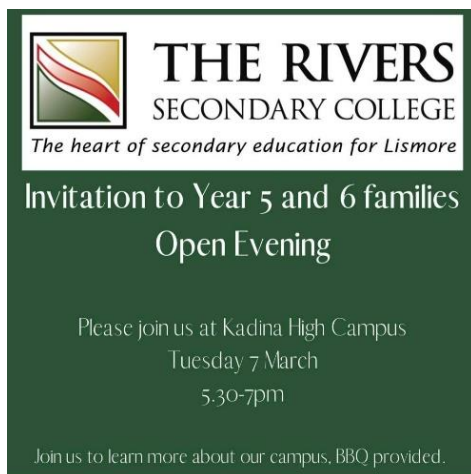 THE RIVERS
SECONDARY COLLEGE
The heart of secondary education for Lismore
Invitation to Year 5 and 6 families
Open Evening
Please join us at Kadina High Campus
Tuesday 7 March
5.30-7pm
Join us to learn more about our campus, BBQ provided.